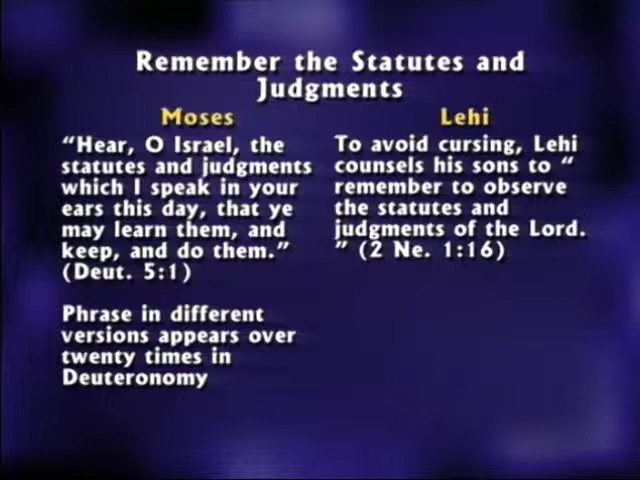 Remember the Statutes and
Judgments
Moses
"Hear, O Israel, the
statutes and judgments
which I speak in your
ears this day, that ye
may learn them, and
keep, and do them."
(Deut. 5:1)
Phrase in different
versions appears over
twenty times in
Deuteronomy
Lehi
To avoid cursing, Lehi
counsels his sons to "
remember to observe
the statutes and
judgments of the Lord.
" (2 Ne. 1:16)